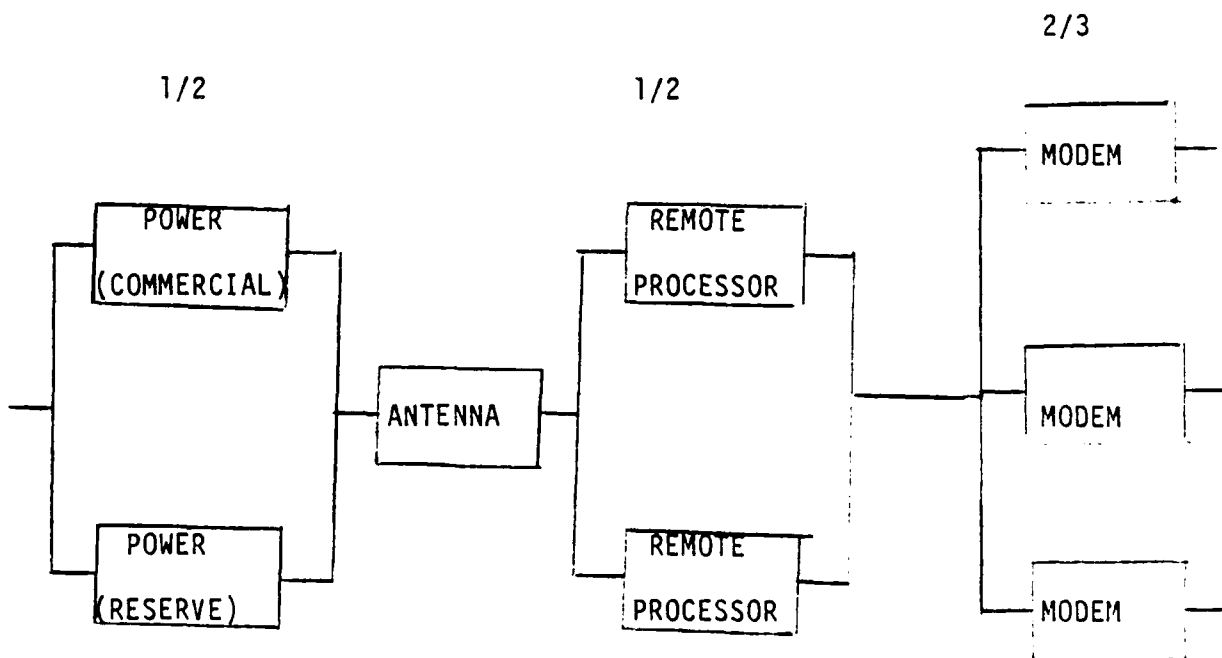 2/3
1/2
1/2
MODEM
POWER
(COMMERCIAL)
REMOTE
PROCESSOR
ANTENNA
MODEM
POWER
(RESERVE)
REMOTE
PROCESSOR
MODEM